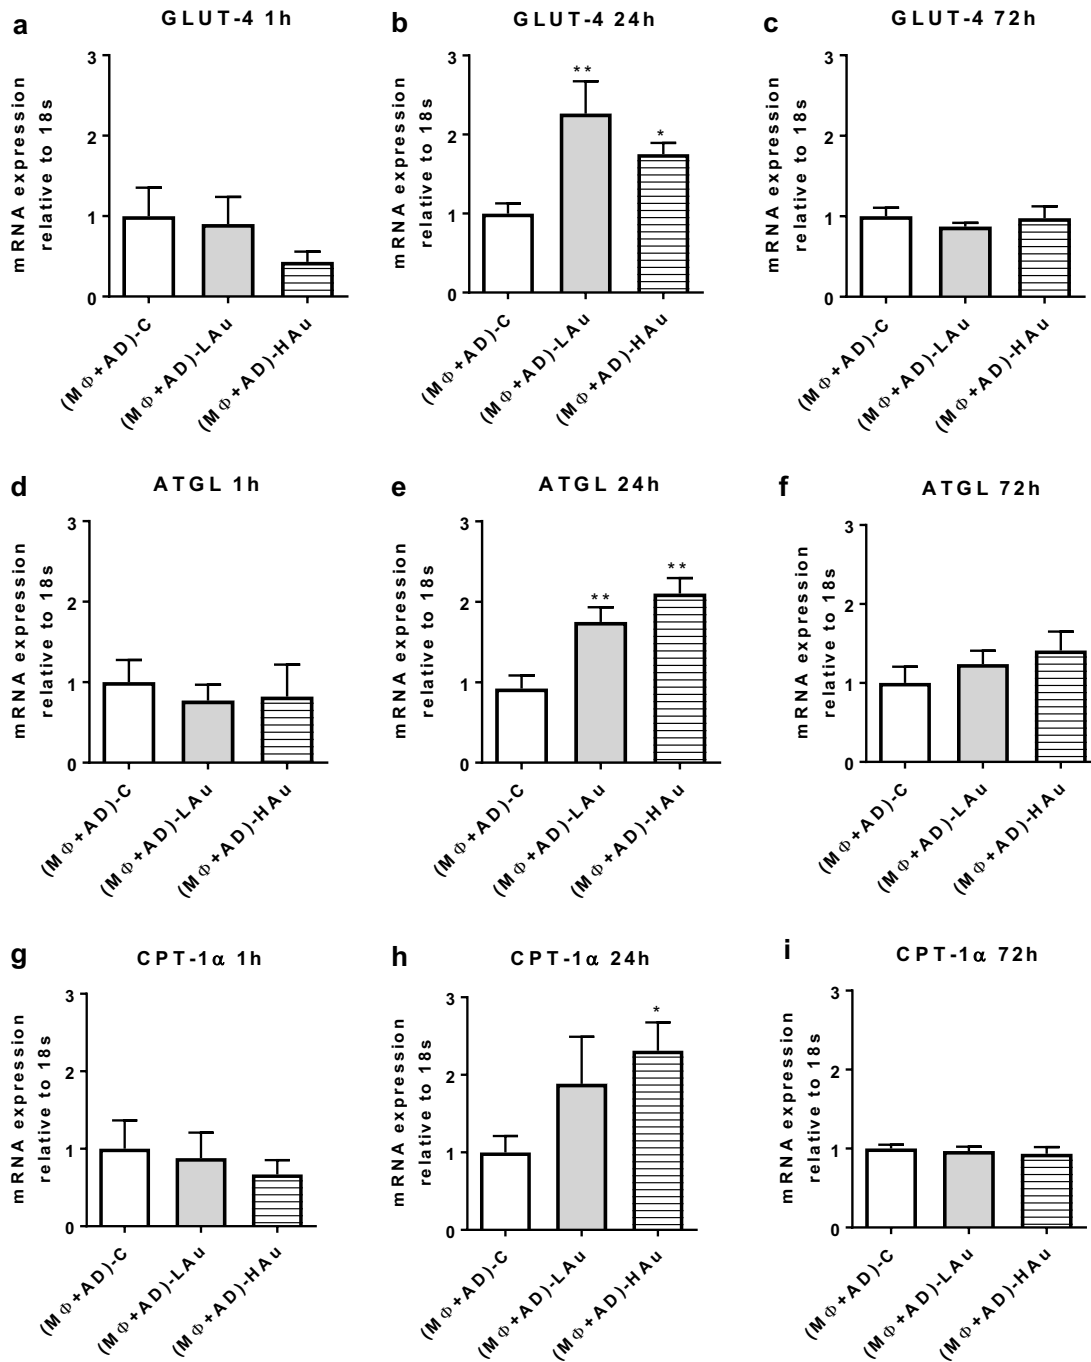 a
GLUT-4 1h
mRNA expression
relative to 18s
3
2
1
0
(MΦ+AD)-C
(MΦ+AD)-LAu
(MΦ+AD)-HAu
b
GLUT-4 24h
mRNA expression
relative to 18s
3
2
1
0
**
*
(MΦ+AD)-C
(MΦ+AD)-LAu
(MΦ+AD)-HAu
c
GLUT-4 72h
mRNA expression
relative to 18s
3
2
1
0
(MΦ+AD)-C
(MΦ+AD)-LAu
(MΦ+AD)-HAu
d
ATGL 1h
mRNA expression
relative to 18s
3
2
1
0
(MΦ+AD)-C
(MΦ+AD)-LAu
(MΦ+AD)-HAu
e
ATGL 24h
mRNA expression
relative to 18s
3
2
1
0
**
**
(MΦ+AD)-C
(MΦ+AD)-LAu
(MΦ+AD)-HAu
f
ATGL 72h
mRNA expression
relative to 18s
3
2
1
0
(MΦ+AD)-C
(MΦ+AD)-LAu
(MΦ+AD)-HAu
g
CPT-1α 1h
mRNA expression
relative to 18s
3
2
1
0
(MΦ+AD)-C
(MΦ+AD)-LAu
(MΦ+AD)-HAu
h
CPT-1α 24h
mRNA expression
relative to 18s
3
2
1
0
*
(MΦ+AD)-C
(MΦ+AD)-LAu
(MΦ+AD)-HAu
i
CPT-1α 72h
mRNA expression
relative to 18s
3
2
1
0
(MΦ+AD)-C
(MΦ+AD)-LAu
(MΦ+AD)-HAu